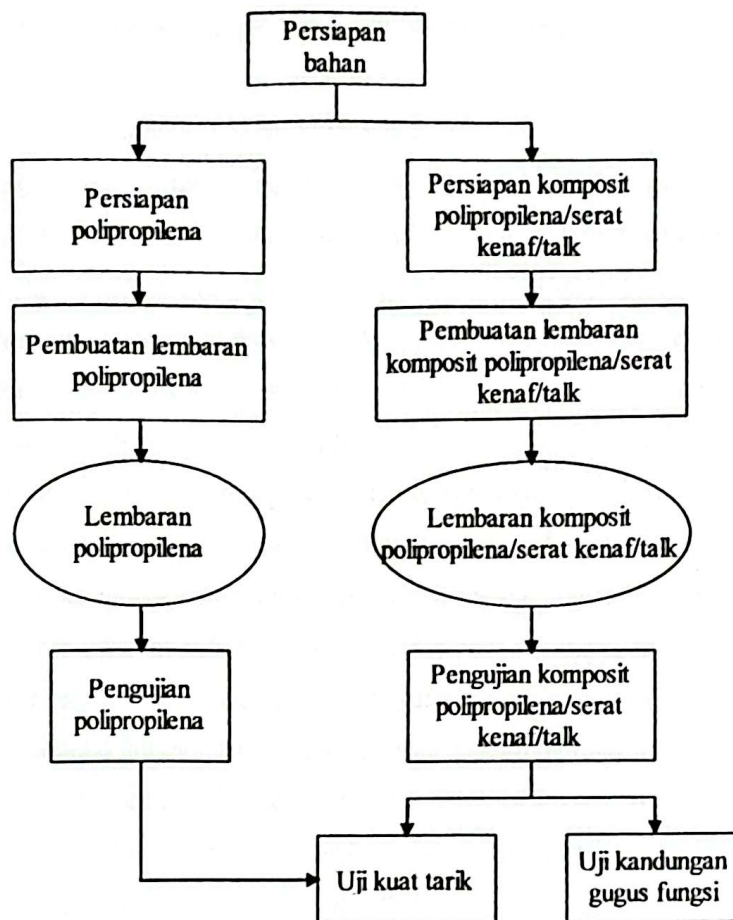 Persiapan
bahan
Persiapan
polipropilena
Persiapan komposit
polipropilena/serat
kenaf/talk
Pembuatan lembaran
polipropilena
Pembuatan lembaran
komposit polipropilena/serat
kenaf/talk
Lembaran
polipropilena
Lembaran komposit
polipropilena/serat kenaf/talk
Pengujian
polipropilena
Pengujian komposit
polipropilena/serat
kenaf/talk
Uji kuat tarik
Uji kandungan
gugus fungsi